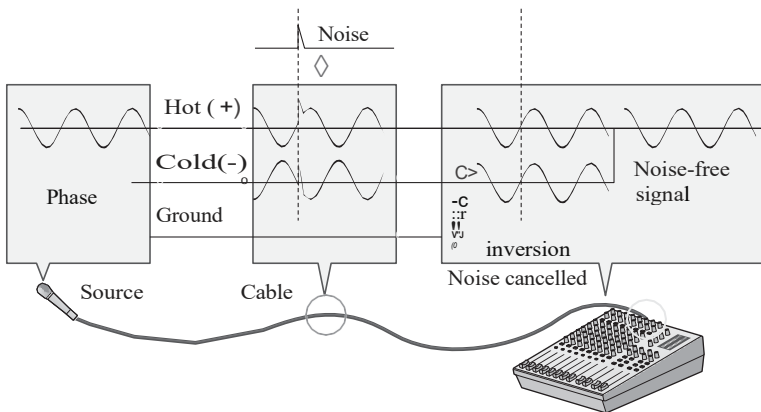 Noise
Hot ( +)
Cold(-)
Phase
Ground
C>
-C
::r
inversion
Noise-free
signal
Noise cancelled
Source
Cable